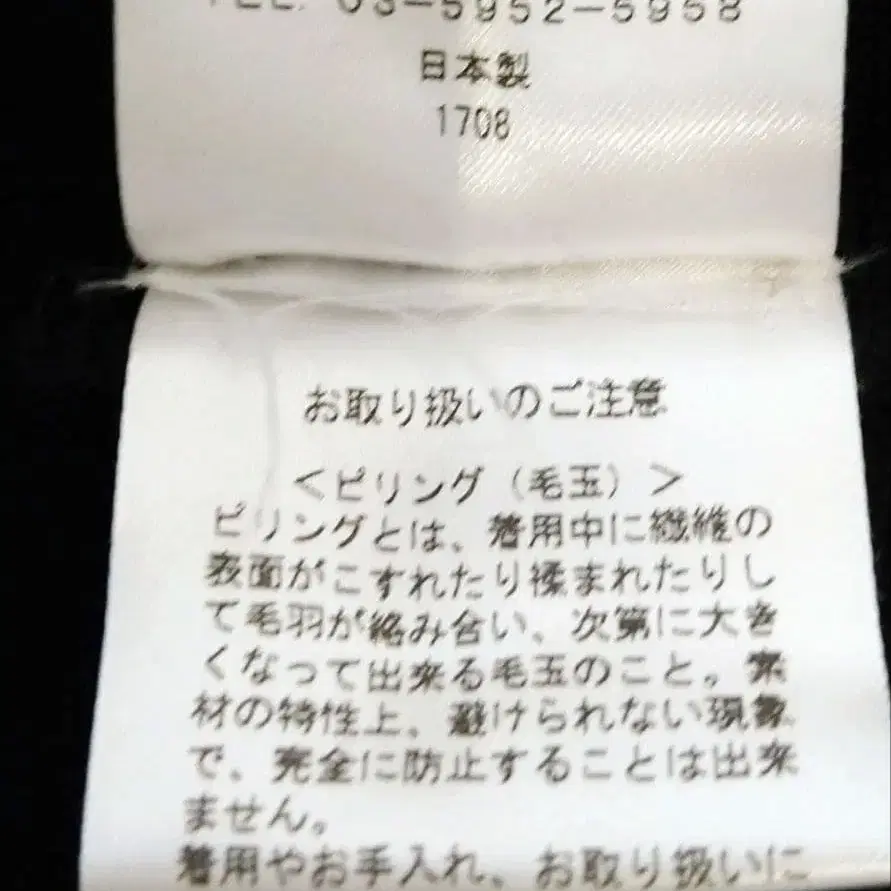 TEL. 03-5952-5958
日本製
1708
お取り扱いのご注意
＜ピリング（毛玉）＞
ピリングとは、着用中に繊維の
表面がこすれたり揉まれたりし
て毛羽が絡み合い、次第に大き
くなって出来る毛玉のこと。素
材の特性上、避けられない現象
で、完全に防止することは出来
ません。
着用やお手入れ、お取り扱いに